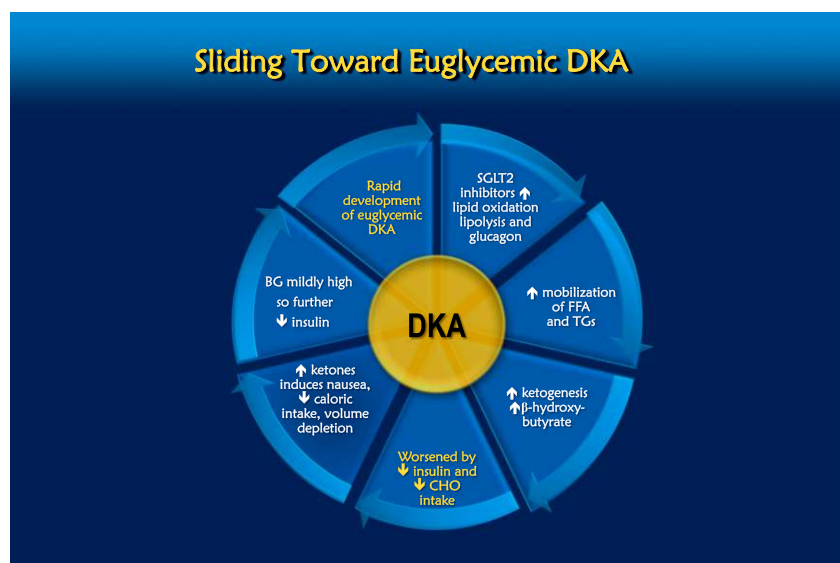 Sliding Toward Euglycemic DKA
SGLT2
inhibitors ↑
lipid oxidation
lipolysis and
glucagon
↑ mobilization
of FFA
and TGs
↑ ketogenesis
↑β-hydroxy-
butyrate
Worsened by
↓ insulin and
↓ CHO
intake
↑ ketones
induces nausea,
↓ caloric
intake, volume
depletion
BG mildly high
so further
↓ insulin
Rapid
development
of euglycemic
DKA
DKA